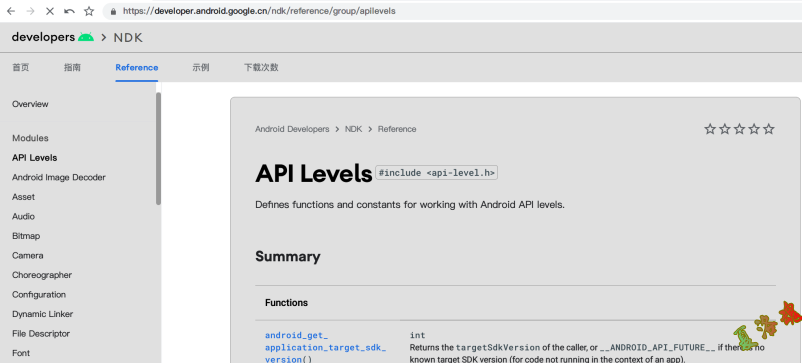 https://developer.android.google.cn/ndk/reference/group/apilevels
developers > NDK
首页 指南 Reference 示例 下载次数
Overview
Modules
API Levels
Android Image Decoder
Asset
Audio
Bitmap
Camera
Choreographer
Configuration
Dynamic Linker
File Descriptor
Font
Android Developers > NDK > Reference
API Levels #include <api-level.h>
Defines functions and constants for working with Android API levels.
Summary
Functions
android_get_
application_target_sdk_
version()
int
Returns the targetSdkVersion of the caller, or __ANDROID_API_FUTURE__ if no
known target SDK version (for code not running in the context of an app).